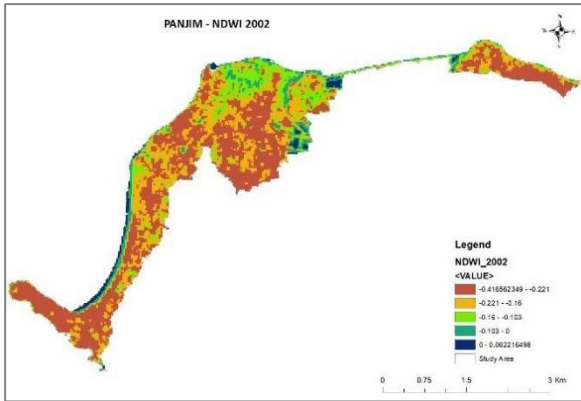 PANJIM - NDWI 2002
N
Legend
NDWI_2002
<VALUE>
-0.416562349 - -0.221
-0.221 - -0.16
-0.16 - -0.103
-0.103 - 0
0 - 0.062216498
Study Area
0 0.75 1.5 3 Km